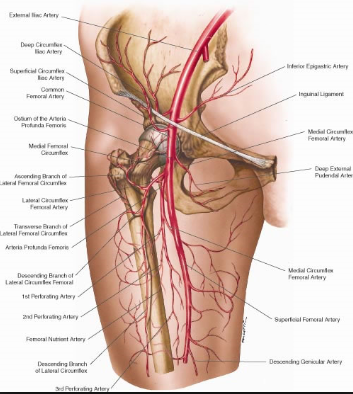 External Iliac Artery
Deep Circumflex
Iliac Artery
Superficial Circumflex
Iliac Artery
Common
Femoral Artery
Ostium of the Arteria
Profunda Femoris
Medial Femoral
Circumflex
Ascending Branch of
Lateral Femoral Circumflex
Lateral Circumflex
Femoral Artery
Transverse Branch of
Lateral Femoral Circumflex
Arteria Profunda Femoris
Descending Branch of
Lateral Circumflex Femoral
1st Perforating Artery
2nd Perforating Artery
Femoral Nutrient Artery
Descending Branch
of Lateral Circumflex
3rd Perforating Artery
Inferior Epigastric Artery
Inguinal Ligament
Medial Circumflex
Femoral Artery
Deep External
Pudendal Arter
Medial Circumflex
Femoral Artery
Superficial Femoral Artery
Descending Genicular Artery